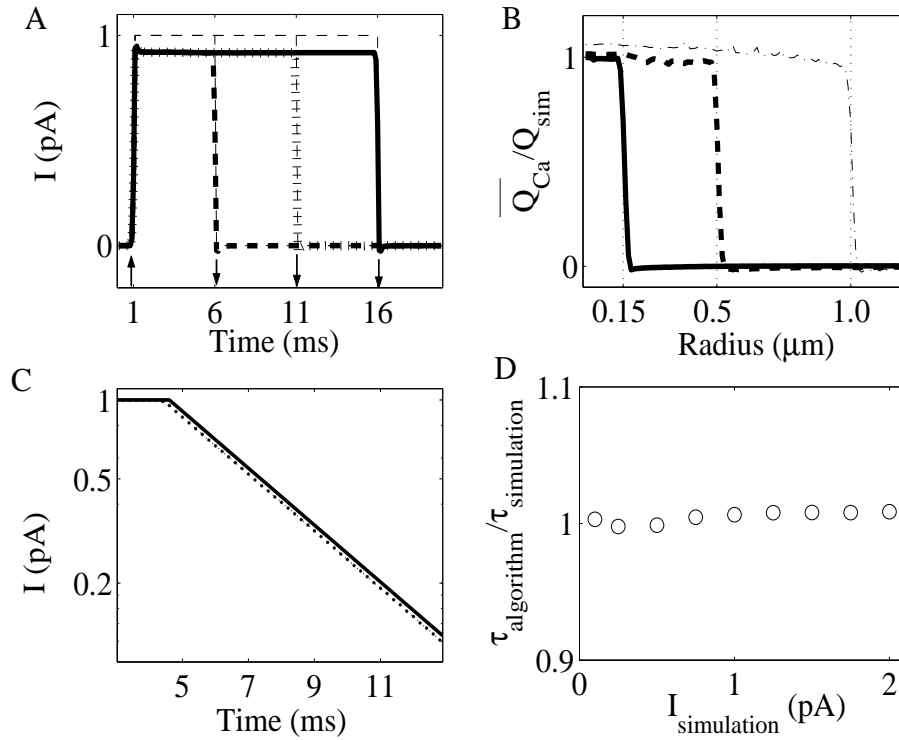 A
I (pA)
1
0
1 6 11 16
Time (ms)
B
Q_Ca/Q_sim
1
0
0.15 0.5 1.0
Radius (μm)
C
I (pA)
1
0.5
0.2
5 7 9 11
Time (ms)
D
τ_algorithm/τ_simulation
1.1
1
0.9
0 1 2
I_simulation (pA)